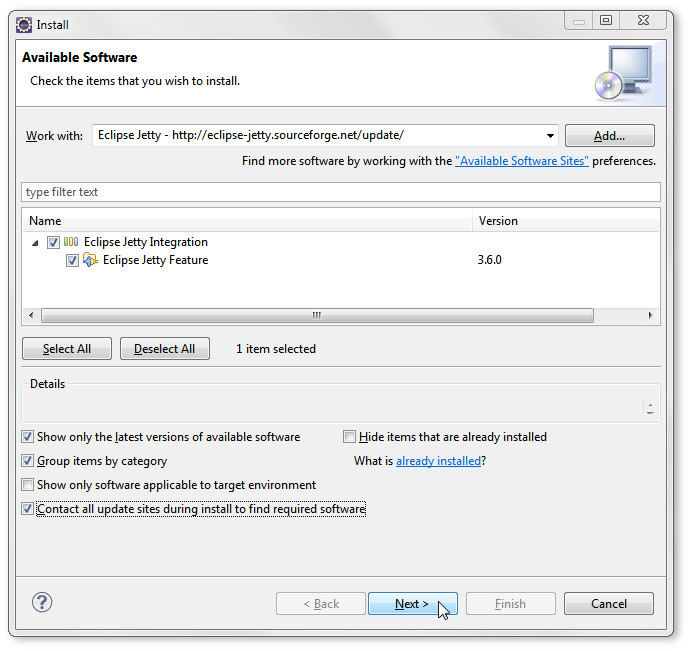 Install
Available Software
Check the items that you wish to install.
Work with: Eclipse Jetty - http://eclipse-jetty.sourceforge.net/update/ Add...
Find more software by working with the "Available Software Sites" preferences.
type filter text
Name Version
Eclipse Jetty Integration
Eclipse Jetty Feature 3.6.0
Select All Deselect All 1 item selected
Details
Show only the latest versions of available software Hide items that are already installed
Group items by category What is already installed?
Show only software applicable to target environment
Contact all update sites during install to find required software
? < Back Next > Finish Cancel